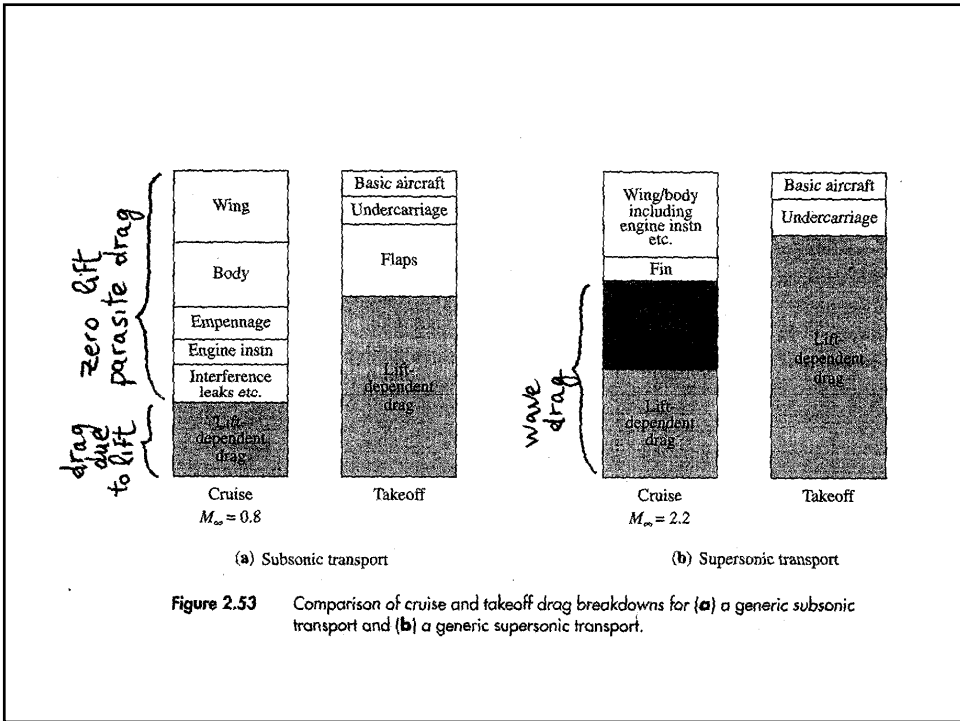 zero lift
parasite drag
drag
due
to lift
Wing
Body
Empennage
Engine instn
Interference
leaks etc.
Lift-
dependent
drag
Cruise
M∞ = 0.8
Basic aircraft
Undercarriage
Flaps
Lift-
dependent
drag
Takeoff
(a) Subsonic transport
wave
drag
Wing/body
including
engine instn
etc.
Fin
Lift-
dependent
drag
Cruise
M∞ = 2.2
Basic aircraft
Undercarriage
Lift-
dependent
drag
Takeoff
(b) Supersonic transport
Figure 2.53 Comparison of cruise and takeoff drag breakdowns for (a) a generic subsonic
transport and (b) a generic supersonic transport.